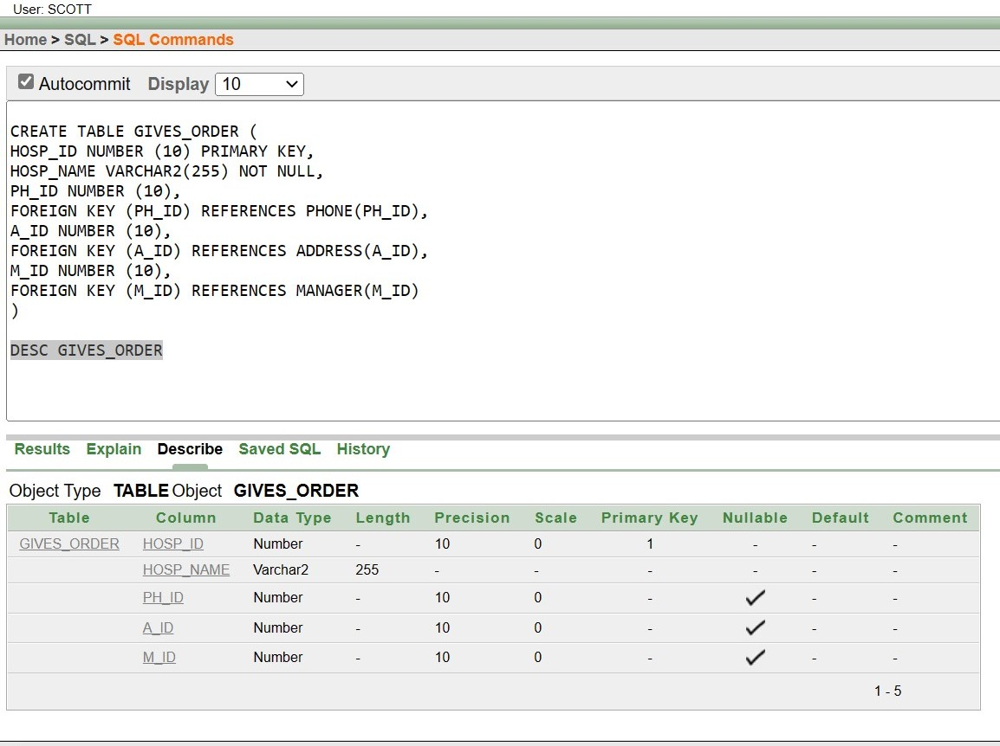 User: SCOTT
Home > SQL > SQL Commands
Autocommit Display 10
CREATE TABLE GIVES_ORDER (
HOSP_ID NUMBER (10) PRIMARY KEY,
HOSP_NAME VARCHAR2(255) NOT NULL,
PH_ID NUMBER (10),
FOREIGN KEY (PH_ID) REFERENCES PHONE(PH_ID),
A_ID NUMBER (10),
FOREIGN KEY (A_ID) REFERENCES ADDRESS(A_ID),
M_ID NUMBER (10),
FOREIGN KEY (M_ID) REFERENCES MANAGER(M_ID)
)
DESC GIVES_ORDER
Results Explain Describe Saved SQL History
Object Type TABLE Object GIVES_ORDER
Table Column Data Type Length Precision Scale Primary Key Nullable Default Comment
GIVES_ORDER HOSP_ID Number - 10 0 1 - - -
HOSP_NAME Varchar2 255 - - - - - -
PH_ID Number - 10 0 - ✓ - -
A_ID Number - 10 0 - ✓ - -
M_ID Number - 10 0 - ✓ - -
1 - 5